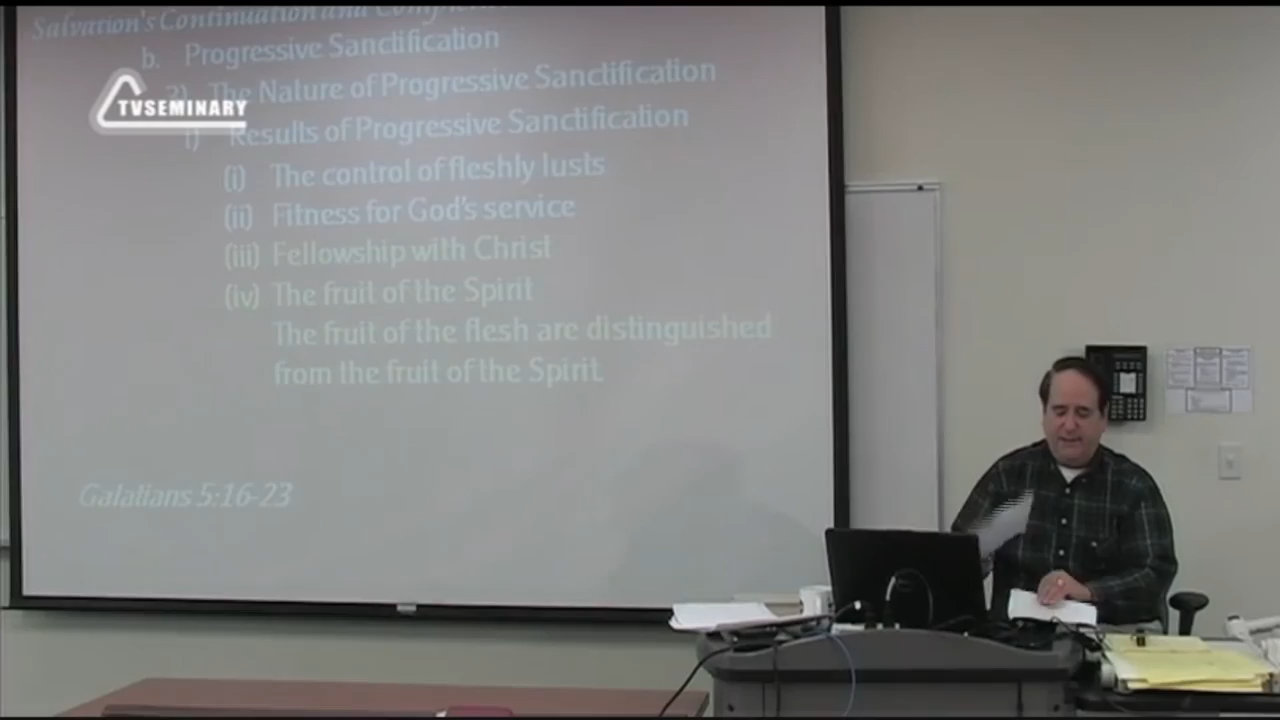 Salvation's Continuation and
b. Progressive Sanctification
TVSEMINARY
The Nature of Progressive Sanctification
i) Results of Progressive Sanctification
(i) The control of fleshly lusts
(ii) Fitness for God's service
(iii) Fellowship with Christ
(iv) The fruit of the Spirit
The fruit of the flesh are distinguished
from the fruit of the Spirit.
Galatians 5:16-23